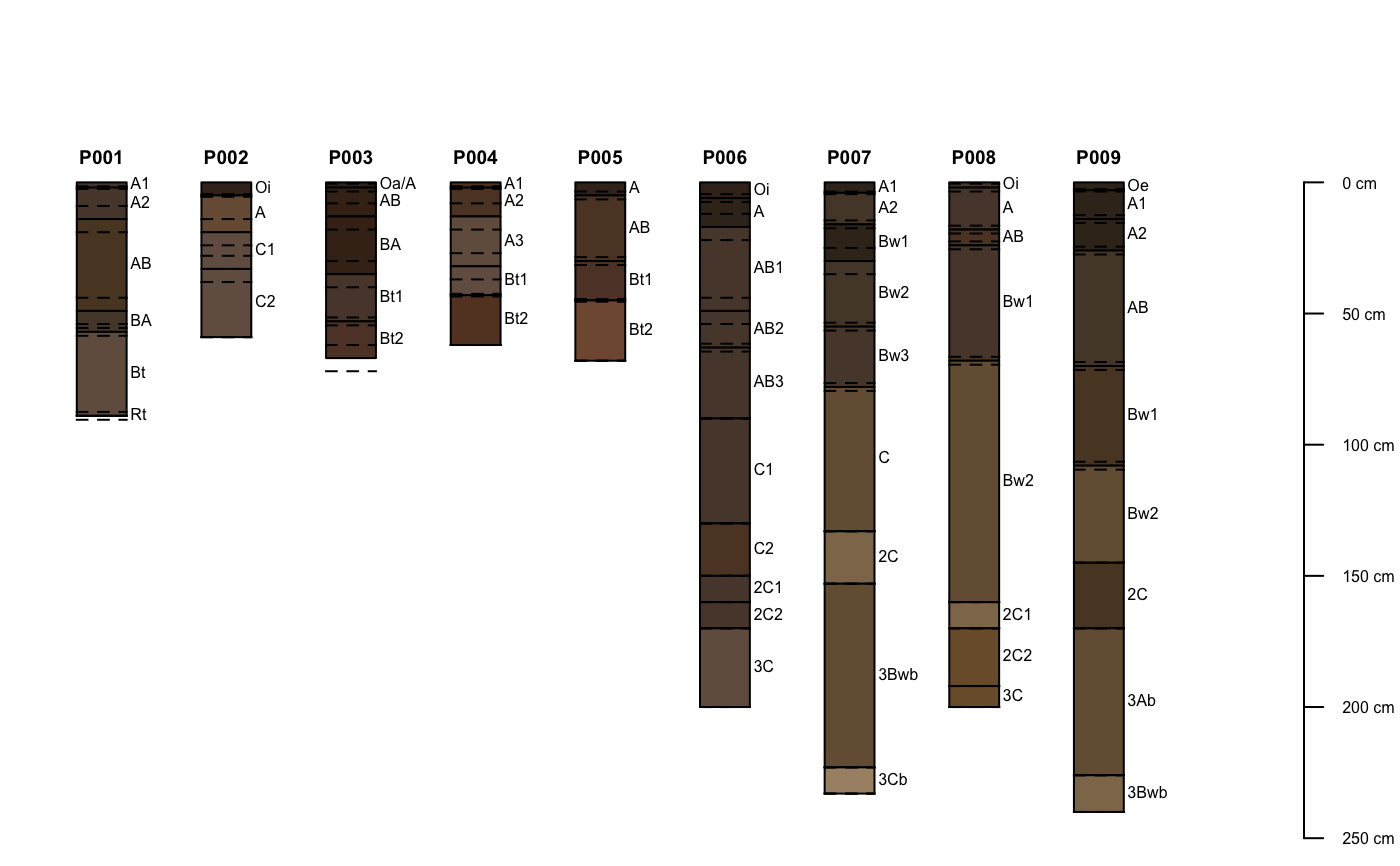 P001 P002 P003 P004 P005 P006 P007 P008 P009
A1
A2
AB
BA
Bt
Rt
Oi
A
C1
C2
Oa/A
AB
BA
Bt1
Bt2
A1
A2
A3
Bt1
Bt2
A
AB
Bt1
Bt2
Oi
A
AB1
AB2
AB3
C1
C2
2C1
2C2
3C
A1
A2
Bw1
Bw2
Bw3
C
2C
3Bwb
3Cb
Oi
A
AB
Bw1
Bw2
2C1
2C2
3C
Oe
A1
A2
AB
Bw1
Bw2
2C
3Ab
3Bwb
0 cm
50 cm
100 cm
150 cm
200 cm
250 cm